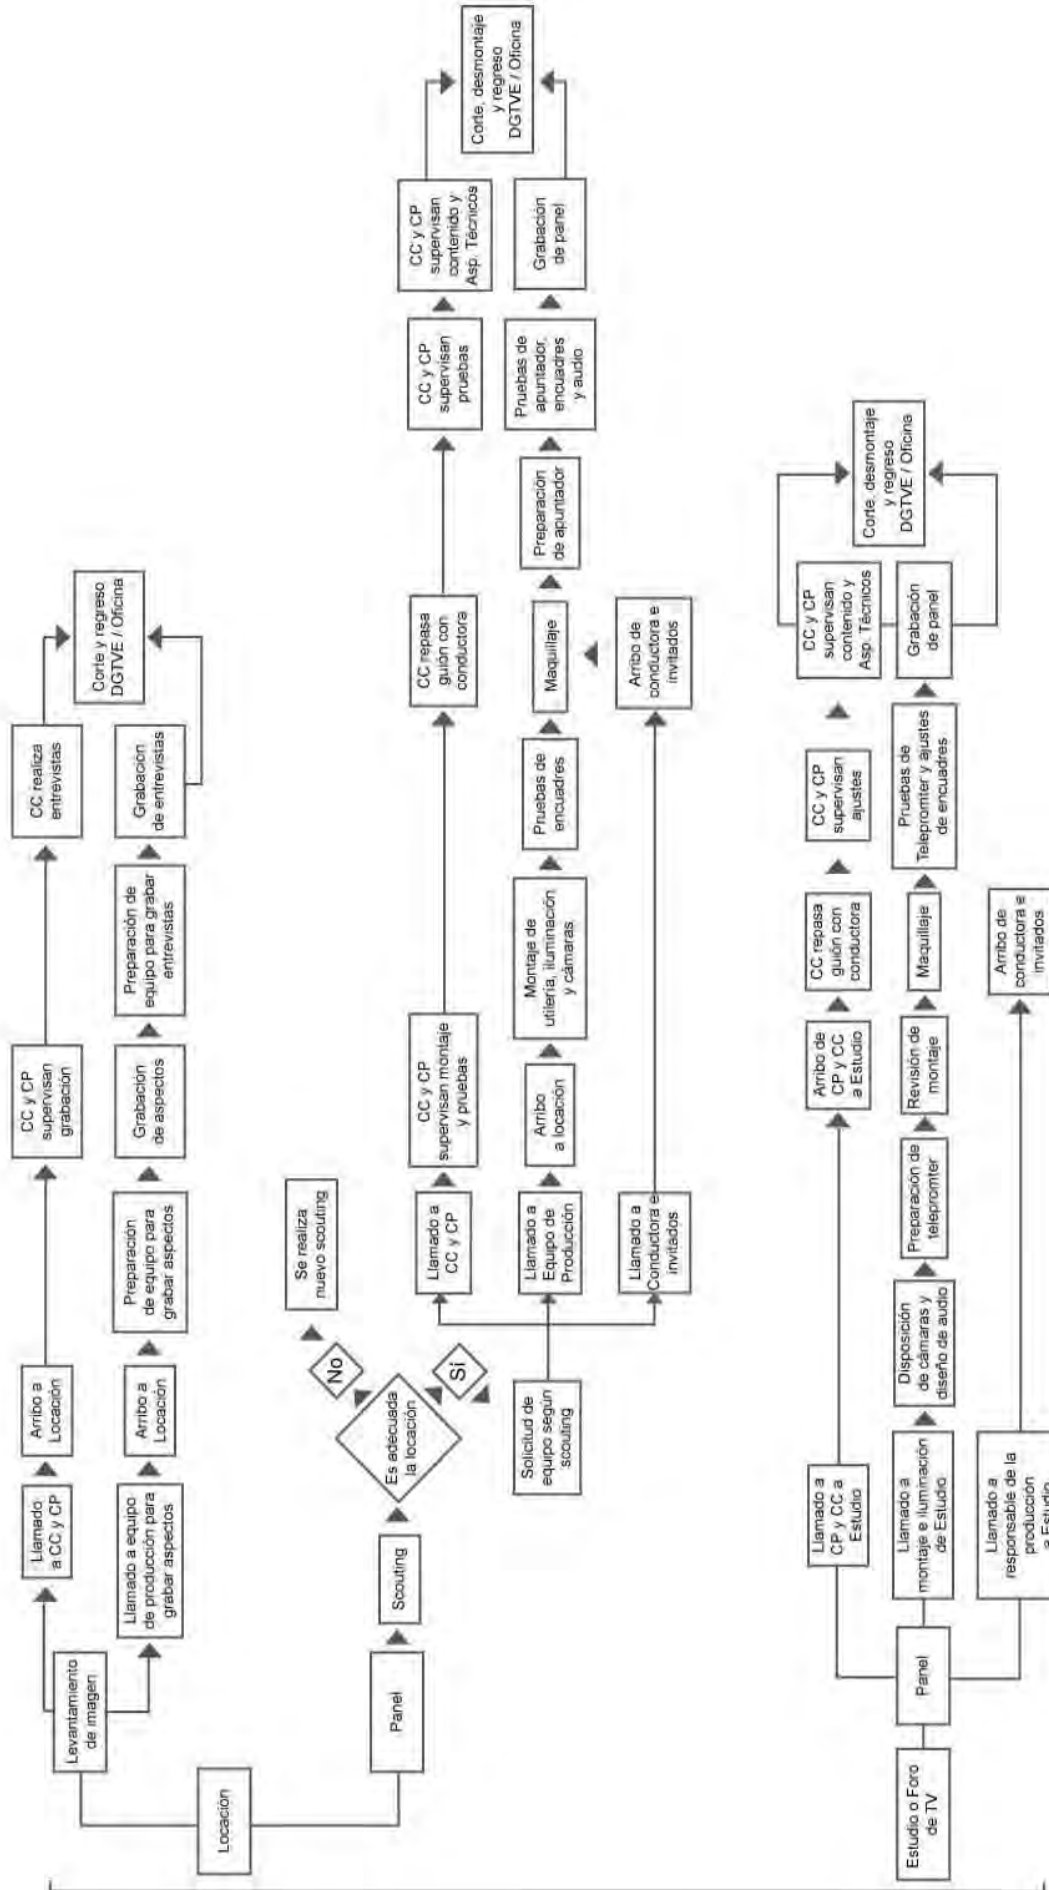 Locación
Levantamiento
de imagen
Llamado
a CC y CP
Arribo a
Locación
CC y CP
supervisan
grabación
CC realiza
entrevistas
Corte y regreso
DGTVE / Oficina
Llamado a equipo
de producción para
grabar aspectos
Arribo a
Locación
Preparación
de equipo para
grabar aspectos
Grabación
de aspectos
Preparación de
equipo para grabar
entrevistas
Grabación
de entrevistas
Panel
Scouting
Es adecuada
la locación
No
Se realiza
nuevo scouting
Si
Solicitud de
equipo según
scouting
Llamado a
CC y CP
CC y CP
supervisan montaje
y pruebas
CC repasa
guión con
conductora
CC y CP
supervisan
pruebas
CC y CP
supervisan
contenido y
Asp. Técnicos
Corte, desmontaje
y regreso
DGTVE / Oficina
Llamado a
Equipo de
Producción
Arribo
a locación
Montaje de
utilería, iluminación
y cámaras
Pruebas de
encuadres
Maquillaje
Preparación
de apuntador
Pruebas de
apuntador,
encuadres
y audio
Grabación
de panel
Llamado a
Conductora e
invitados
Arribo de
conductora e
invitados
Estudio o Foro
de TV
Panel
Llamado a
CP y CC a
Estudio
Arribo de
CP y CC
a Estudio
CC repasa
guión con
conductora
CC y CP
supervisan
ajustes
CC y CP
supervisan
contenido y
Asp. Técnicos
Corte, desmontaje
y regreso
DGTVE / Oficina
Llamado a
montaje e iluminación
de Estudio
Disposición
de cámaras y
diseño de audio
Preparación de
telepromter
Revisión de
montaje
Maquillaje
Pruebas de
Telepromter y ajustes
de encuadres
Grabación
de panel
Llamado a
responsable de la
producción
a Estudio
Arribo de
conductora e
invitados